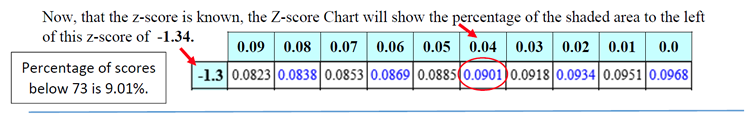 Now, that the z-score is known, the Z-score Chart will show the percentage of the shaded area to the left
of this z-score of -1.34.
0.09 0.08 0.07 0.06 0.05 0.04 0.03 0.02 0.01 0.0
Percentage of scores
below 73 is 9.01%.
-1.3 0.0823 0.0838 0.0853 0.0869 0.0885 0.0901 0.0918 0.0934 0.0951 0.0968